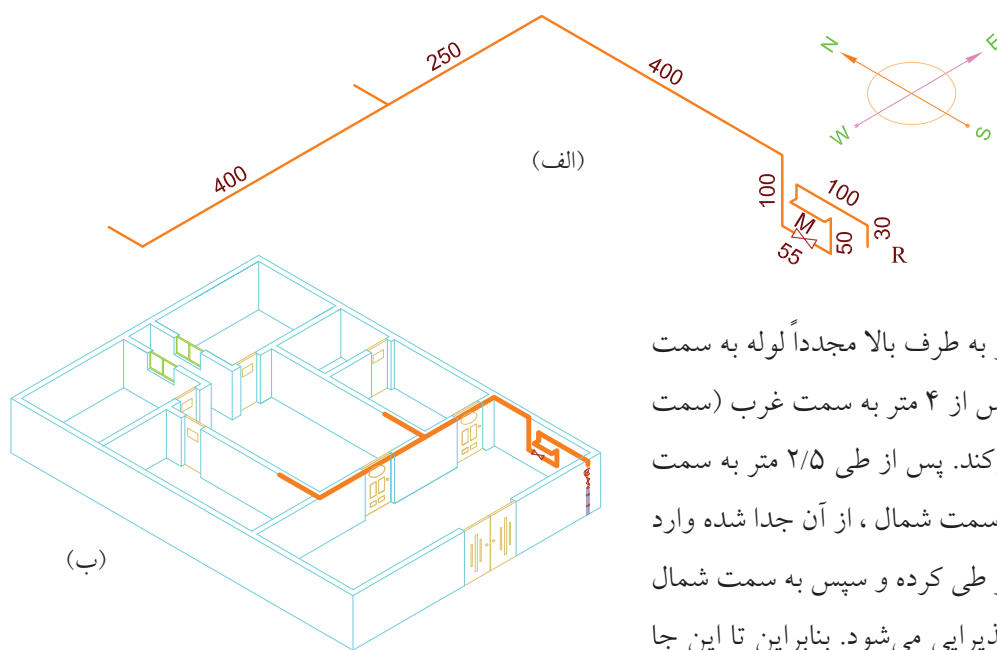 400
250
400
(الف)
100
M
55
50
100
30
R
N
E
W
S
(ب)
به طرف بالا مجدداً لوله به سمت
از ۴ متر به سمت غرب (سمت
کند. پس از طی ۲/۵ متر به سمت
سمت شمال ، از آن جدا شده وارد
طی کرده و سپس به سمت شمال
می‌شود. بنابراین تا این جا